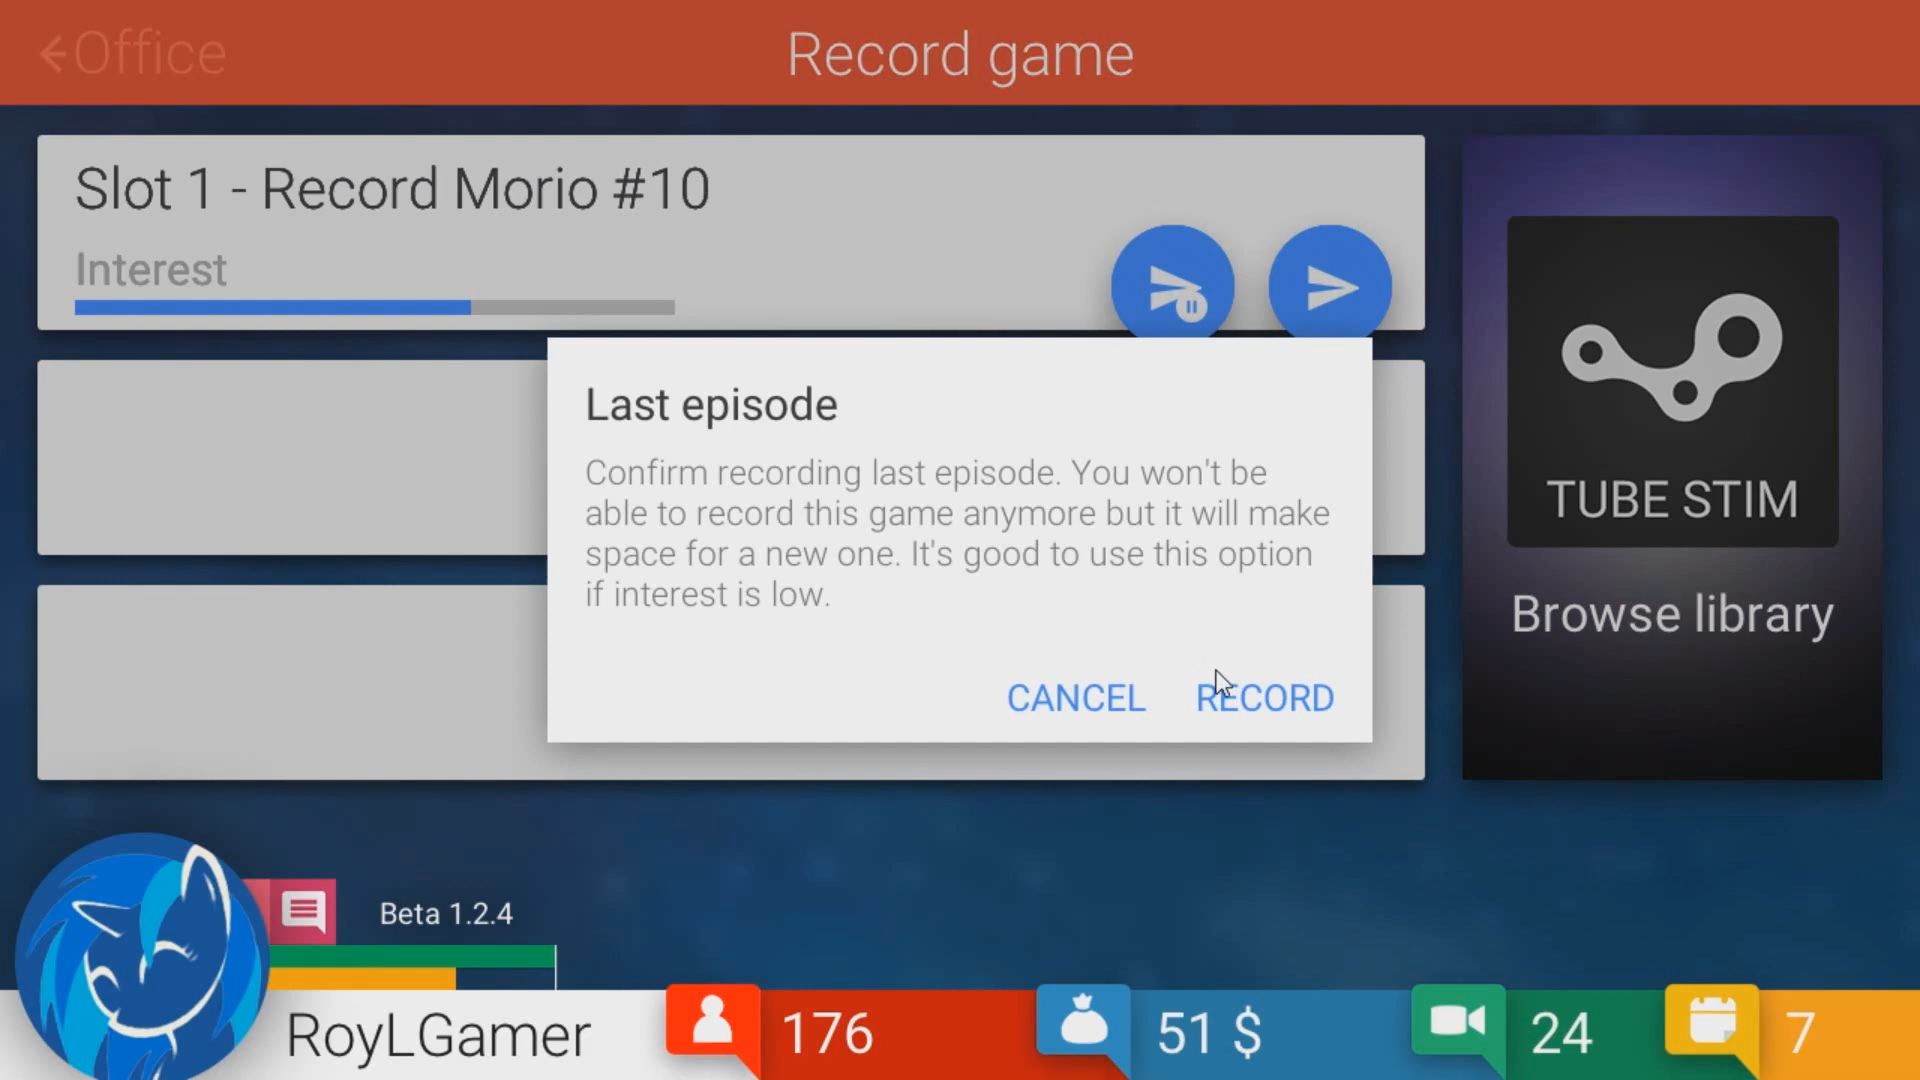 Office
Record game
Slot 1 - Record Morio #10
Interest
Last episode
Confirm recording last episode. You won't be
able to record this game anymore but it will make
space for a new one. It's good to use this option
if interest is low.
CANCEL
RECORD
TUBE STIM
Browse library
Beta 1.2.4
RoyLGamer
176
51 $
24
7